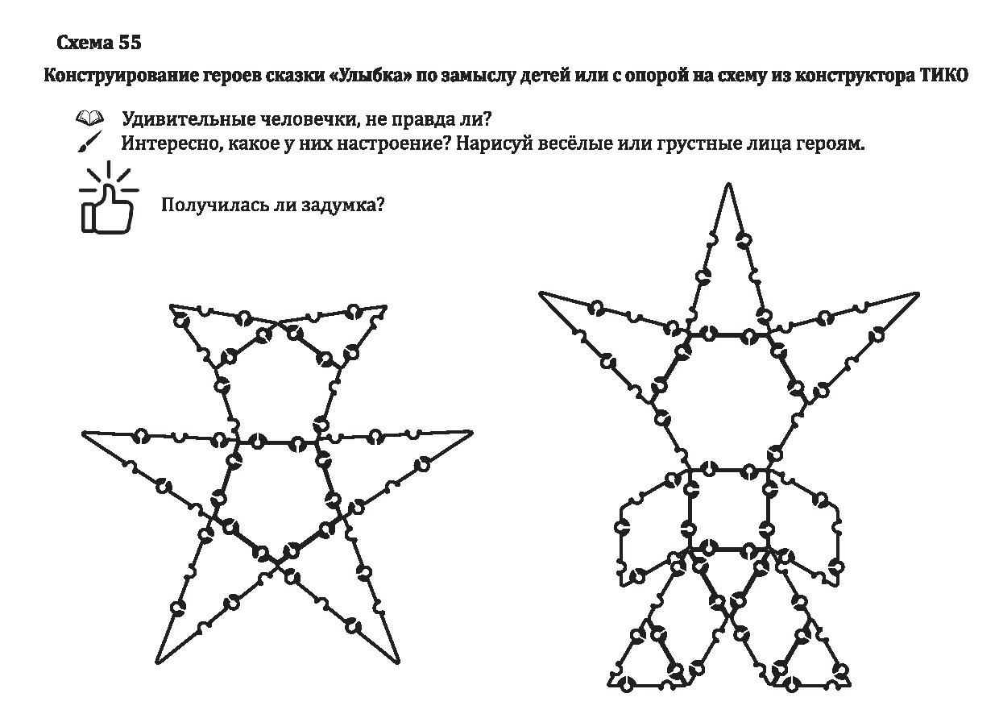 Схема 55
Конструирование героев сказки «Улыбка» по замыслу детей или с опорой на схему из конструктора ТИКО
Удивительные человечки, не правда ли?
Интересно, какое у них настроение? Нарисуй весёлые или грустные лица героям.
Получилась ли задумка?